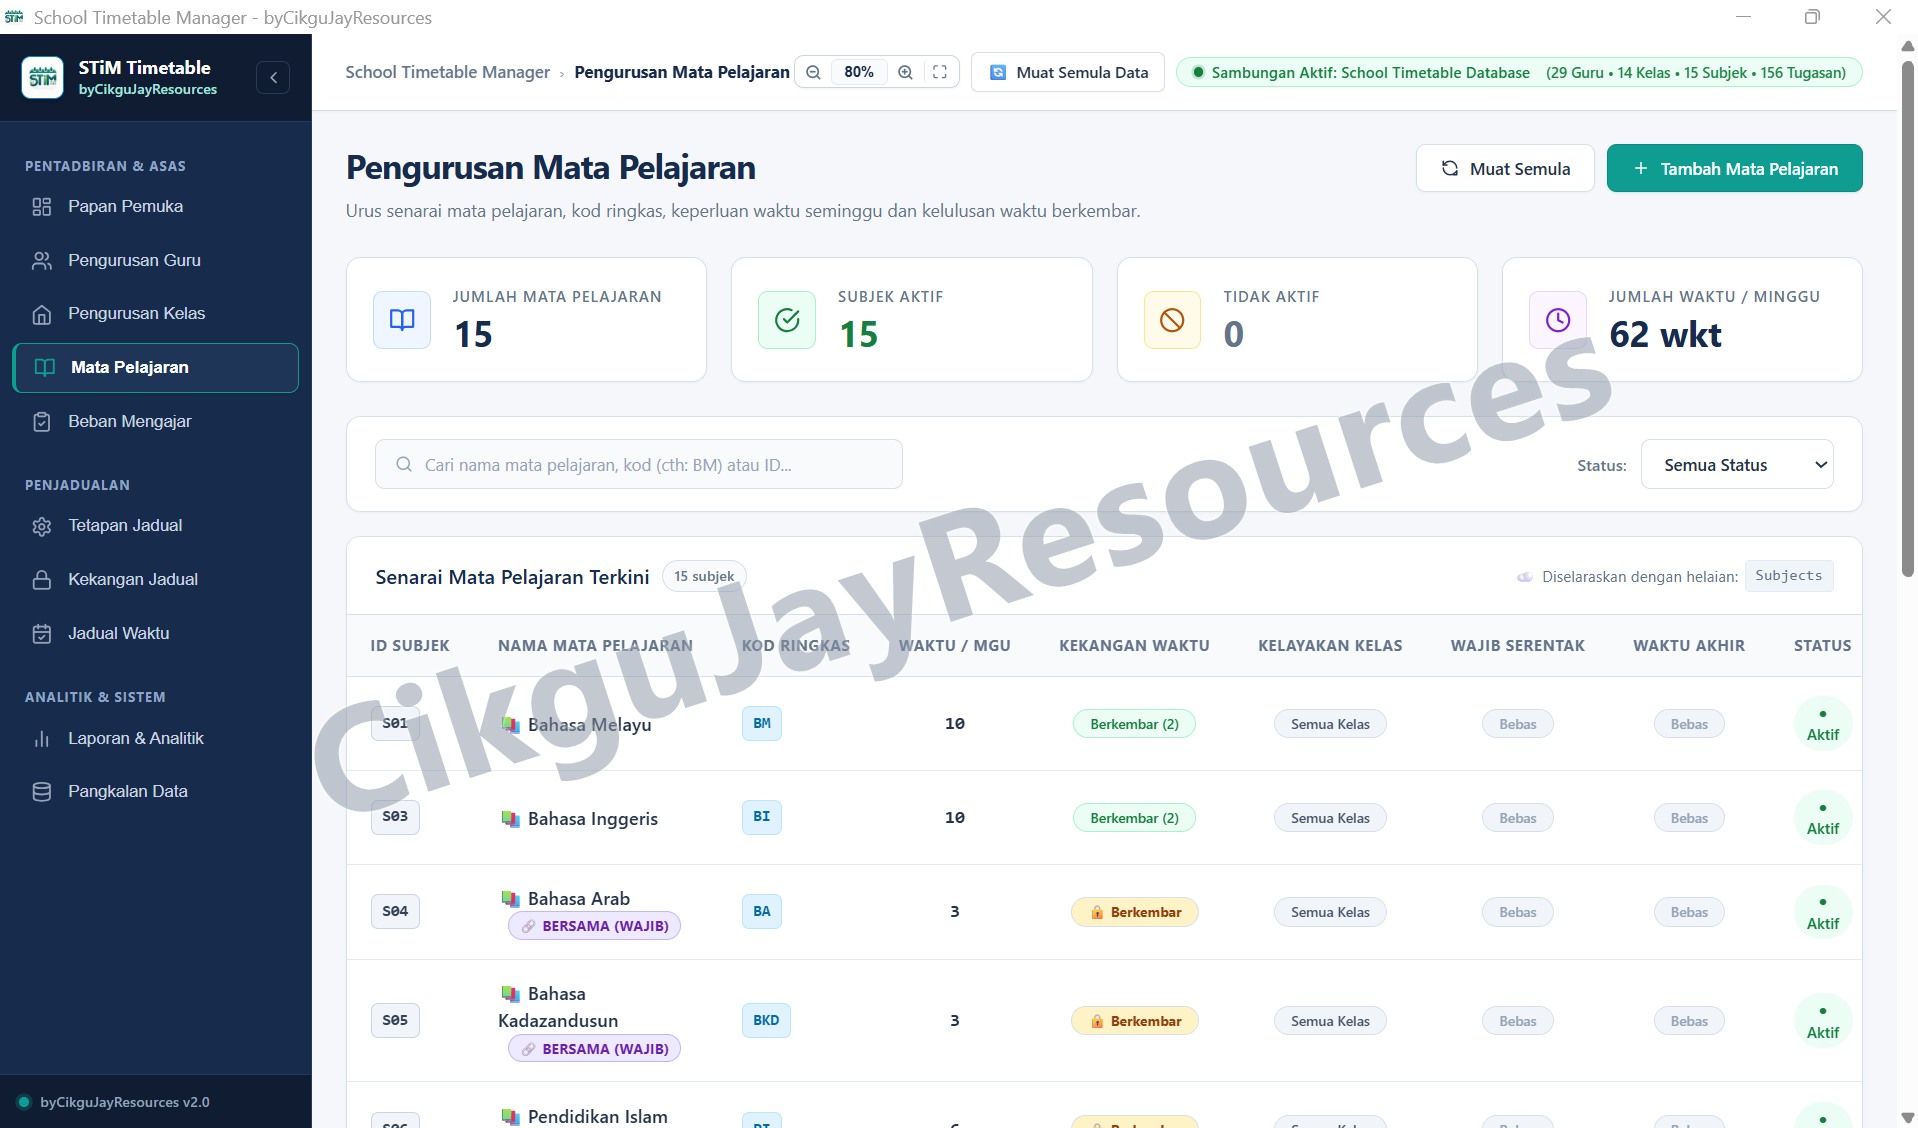 School Timetable Manager - byCikguJayResources
STiM Timetable
byCikguJayResources
PENTADBIRAN & ASAS
Papan Pemuka
Pengurusan Guru
Pengurusan Kelas
Mata Pelajaran
Beban Mengajar
PENJADUALAN
Tetapan Jadual
Kekangan Jadual
Jadual Waktu
ANALITIK & SISTEM
Laporan & Analitik
Pangkalan Data
byCikguJayResources v2.0
School Timetable Manager › Pengurusan Mata Pelajaran
80%
Muat Semula Data
Sambungan Aktif: School Timetable Database (29 Guru • 14 Kelas • 15 Subjek • 156 Tugasan)
Pengurusan Mata Pelajaran
Urus senarai mata pelajaran, kod ringkas, keperluan waktu seminggu dan kelulusan waktu berkembar.
Muat Semula
+ Tambah Mata Pelajaran
JUMLAH MATA PELAJARAN
15
SUBJEK AKTIF
15
TIDAK AKTIF
0
JUMLAH WAKTU / MINGGU
62 wkt
Cari nama mata pelajaran, kod (cth: BM) atau ID...
Status: Semua Status
Senarai Mata Pelajaran Terkini 15 subjek
Diselaraskan dengan helaian: Subjects
ID SUBJEK NAMA MATA PELAJARAN KOD RINGKAS WAKTU / MGU KEKANGAN WAKTU KELAYAKAN KELAS WAJIB SERENTAK WAKTU AKHIR STATUS
S01 Bahasa Melayu BM 10 Berkembar (2) Semua Kelas Bebas Bebas • Aktif
S03 Bahasa Inggeris BI 10 Berkembar (2) Semua Kelas Bebas Bebas • Aktif
S04 Bahasa Arab BA 3 Berkembar Semua Kelas Bebas Bebas • Aktif
BERSAMA (WAJIB)
S05 Bahasa Kadazandusun BKD 3 Berkembar Semua Kelas Bebas Bebas • Aktif
BERSAMA (WAJIB)
Pendidikan Islam
CikguJayResources